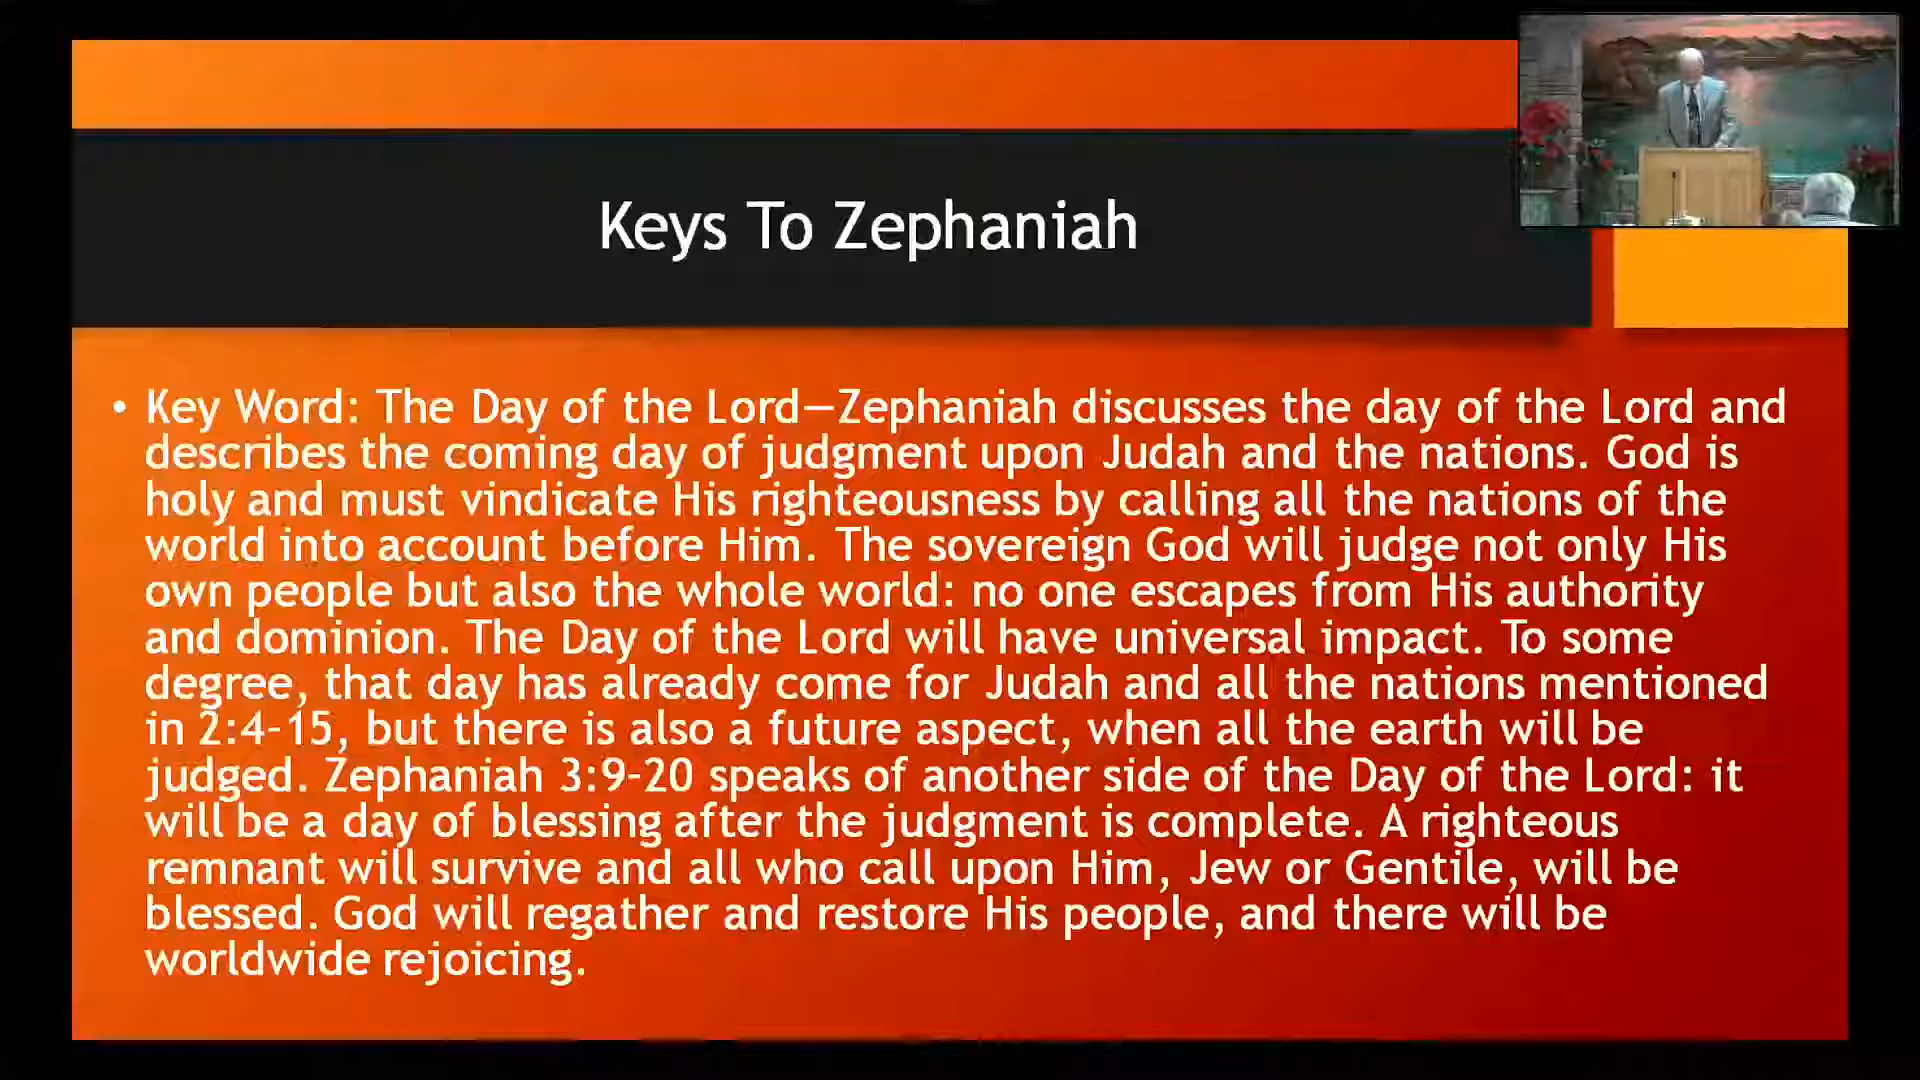 Keys To Zephaniah
• Key Word: The Day of the Lord—Zephaniah discusses the day of the Lord and
describes the coming day of judgment upon Judah and the nations. God is
holy and must vindicate His righteousness by calling all the nations of the
world into account before Him. The sovereign God will judge not only His
own people but also the whole world: no one escapes from His authority
and dominion. The Day of the Lord will have universal impact. To some
degree, that day has already come for Judah and all the nations mentioned
in 2:4-15, but there is also a future aspect, when all the earth will be
judged. Zephaniah 3:9-20 speaks of another side of the Day of the Lord: it
will be a day of blessing after the judgment is complete. A righteous
remnant will survive and all who call upon Him, Jew or Gentile, will be
blessed. God will regather and restore His people, and there will be
worldwide rejoicing.